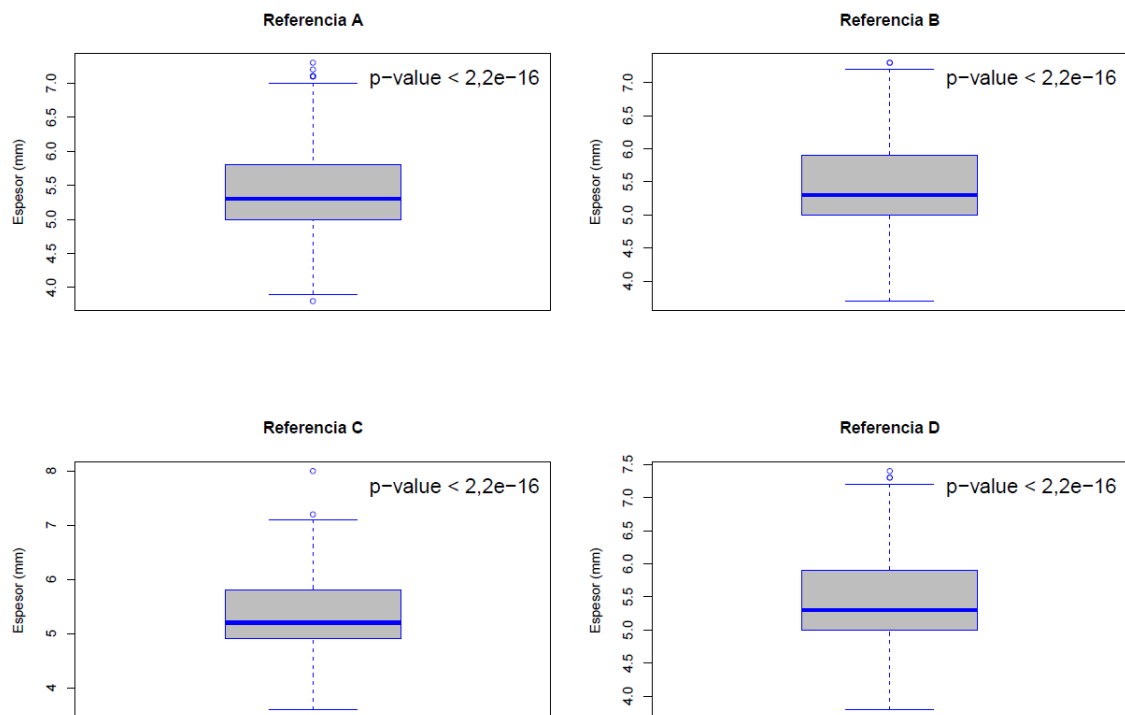 Referencia A
p-value < 2,2e-16
Espesor (mm)
7.0
6.5
6.0
5.5
5.0
4.5
4.0
Referencia B
p-value < 2,2e-16
Espesor (mm)
7.0
6.5
6.0
5.5
5.0
4.5
4.0
Referencia C
p-value < 2,2e-16
Espesor (mm)
8
7
6
5
4
Referencia D
p-value < 2,2e-16
Espesor (mm)
7.5
7.0
6.5
6.0
5.5
5.0
4.5
4.0